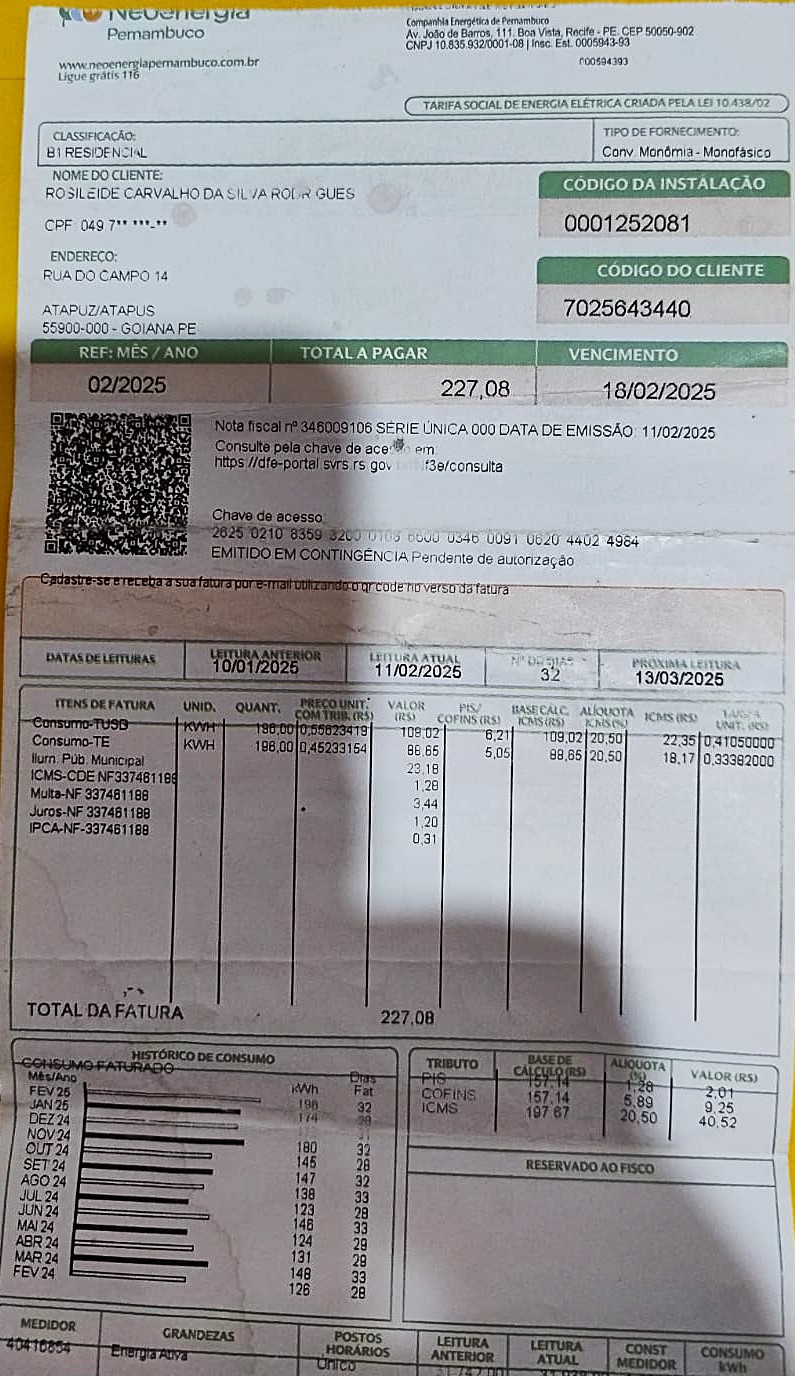 Neoenergia
Pernambuco
www.neoenergiapernambuco.com.br
Ligue grátis 116
Companhia Energética de Pernambuco
Av. João de Barros, 111, Boa Vista, Recife - PE, CEP 50050-902
CNPJ 10.835.932/0001-08 | Insc. Est. 0005943-93
000594393
TARIFA SOCIAL DE ENERGIA ELÉTRICA CRIADA PELA LEI 10.438/02
CLASSIFICAÇÃO:
B1 RESIDENCIAL
TIPO DE FORNECIMENTO:
Conv. Monômia - Monofásico
NOME DO CLIENTE:
ROSILEIDE CARVALHO DA SILVA RODR GUES
CPF 049 7** ***-**
CÓDIGO DA INSTALAÇÃO
0001252081
ENDEREÇO:
RUA DO CAMPO 14
ATAPUZ/ATAPUS
55900-000 - GOIANA PE
CÓDIGO DO CLIENTE
7025643440
REF: MÊS / ANO TOTAL A PAGAR VENCIMENTO
02/2025 227,08 18/02/2025
Nota fiscal nº 346009106 SÉRIE ÚNICA 000 DATA DE EMISSÃO: 11/02/2025
Consulte pela chave de em:
https://dfe-portal svrs.rs.gov f3e/consulta
Chave de acesso:
2625 0210 8359 3200 0108 6600 0346 0091 0620 4402 4984
EMITIDO EM CONTINGÊNCIA Pendente de autorização
Cadastre-se e receba a sua fatura por e-mail utilizando o qr code no verso da fatura
DATAS DE LEITURAS LEITURA ANTERIOR LEITURA ATUAL Nº DE DIAS PRÓXIMA LEITURA
10/01/2025 11/02/2025 32 13/03/2025
ITENS DE FATURA UNID. QUANT. PREÇO UNIT. COM TRIB. (R$) VALOR (R$) PIS/ COFINS (R$) BASE CÁLC. ICMS (R$) ALÍQUOTA ICMS(%) ICMS (R$) TARIFA UNIT. (R$)
Consumo-TUSD KWH 196,00 0,55623419 109,02 6,21 109,02 20,50 22,35 0,41050000
Consumo-TE KWH 196,00 0,45233154 88,65 5,05 88,65 20,50 18,17 0,33382000
Ilum. Púb. Municipal 23,18
ICMS-CDE NF337461188 1,28
Multa-NF 337461188 3,44
Juros-NF 337461188 1,20
IPCA-NF-337461188 0,31
TOTAL DA FATURA 227,08
HISTÓRICO DE CONSUMO
CONSUMO FATURADO
Mês/Ano kWh Dias Fat
FEV 25 196 32
JAN 25 174
DEZ 24
NOV 24 180 32
OUT 24 145 28
SET 24 147 32
AGO 24 138 33
JUL 24 123 28
JUN 24 146 33
MAI 24 124 29
ABR 24 131 29
MAR 24 148 33
FEV 24 126 28
TRIBUTO BASE DE CÁLCULO (R$) ALÍQUOTA (%) VALOR (R$)
PIS 157,14 1,28 2,01
COFINS 157,14 5,89 9,25
ICMS 197,67 20,50 40,52
RESERVADO AO FISCO
MEDIDOR GRANDEZAS POSTOS HORÁRIOS LEITURA ANTERIOR LEITURA ATUAL CONST MEDIDOR CONSUMO kWh
40416854 Energia Ativa Único